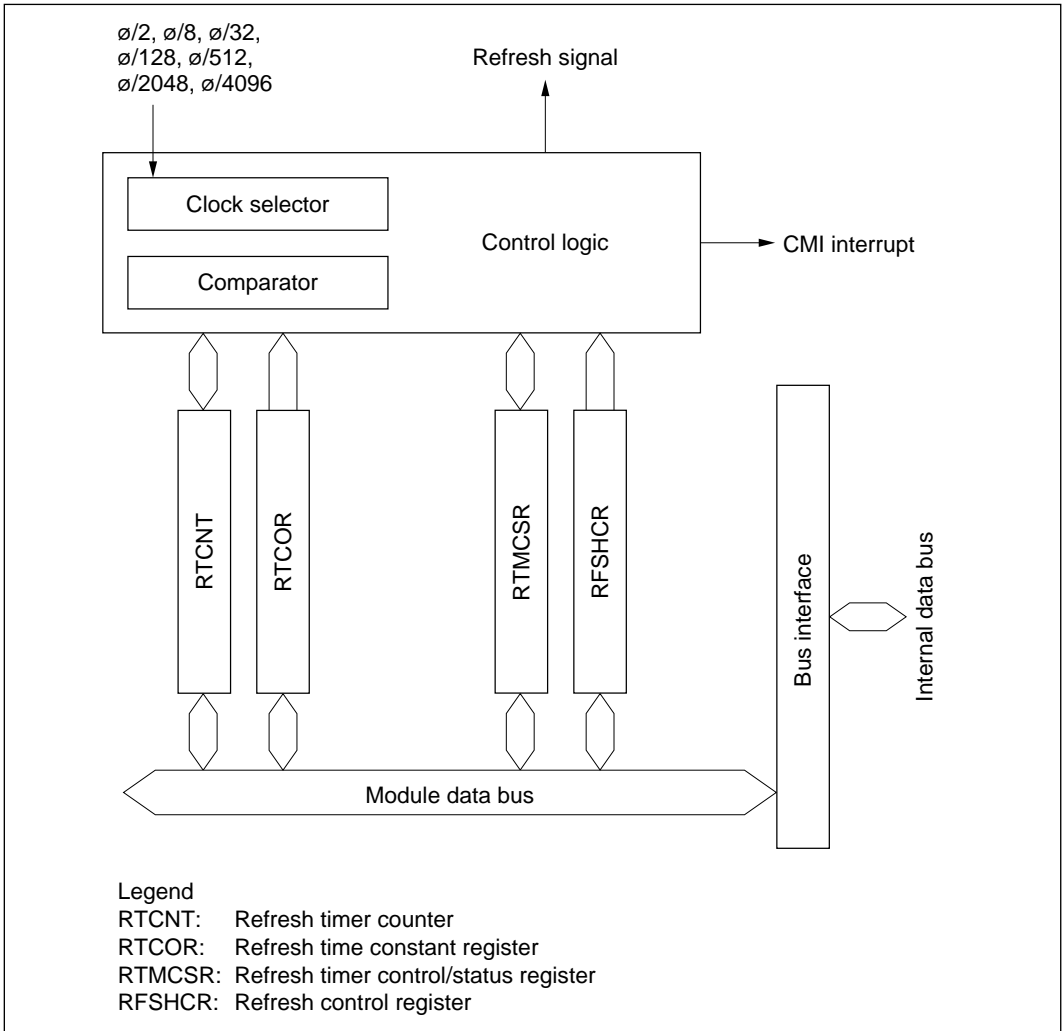 ø/2, ø/8, ø/32,
ø/128, ø/512,
ø/2048, ø/4096
Refresh signal
Clock selector
Control logic
CMI interrupt
Comparator
RTCNT
RTCOR
RTMCSR
RFSHCR
Bus interface
Internal data bus
Module data bus
Legend
RTCNT: Refresh timer counter
RTCOR: Refresh time constant register
RTMCSR: Refresh timer control/status register
RFSHCR: Refresh control register